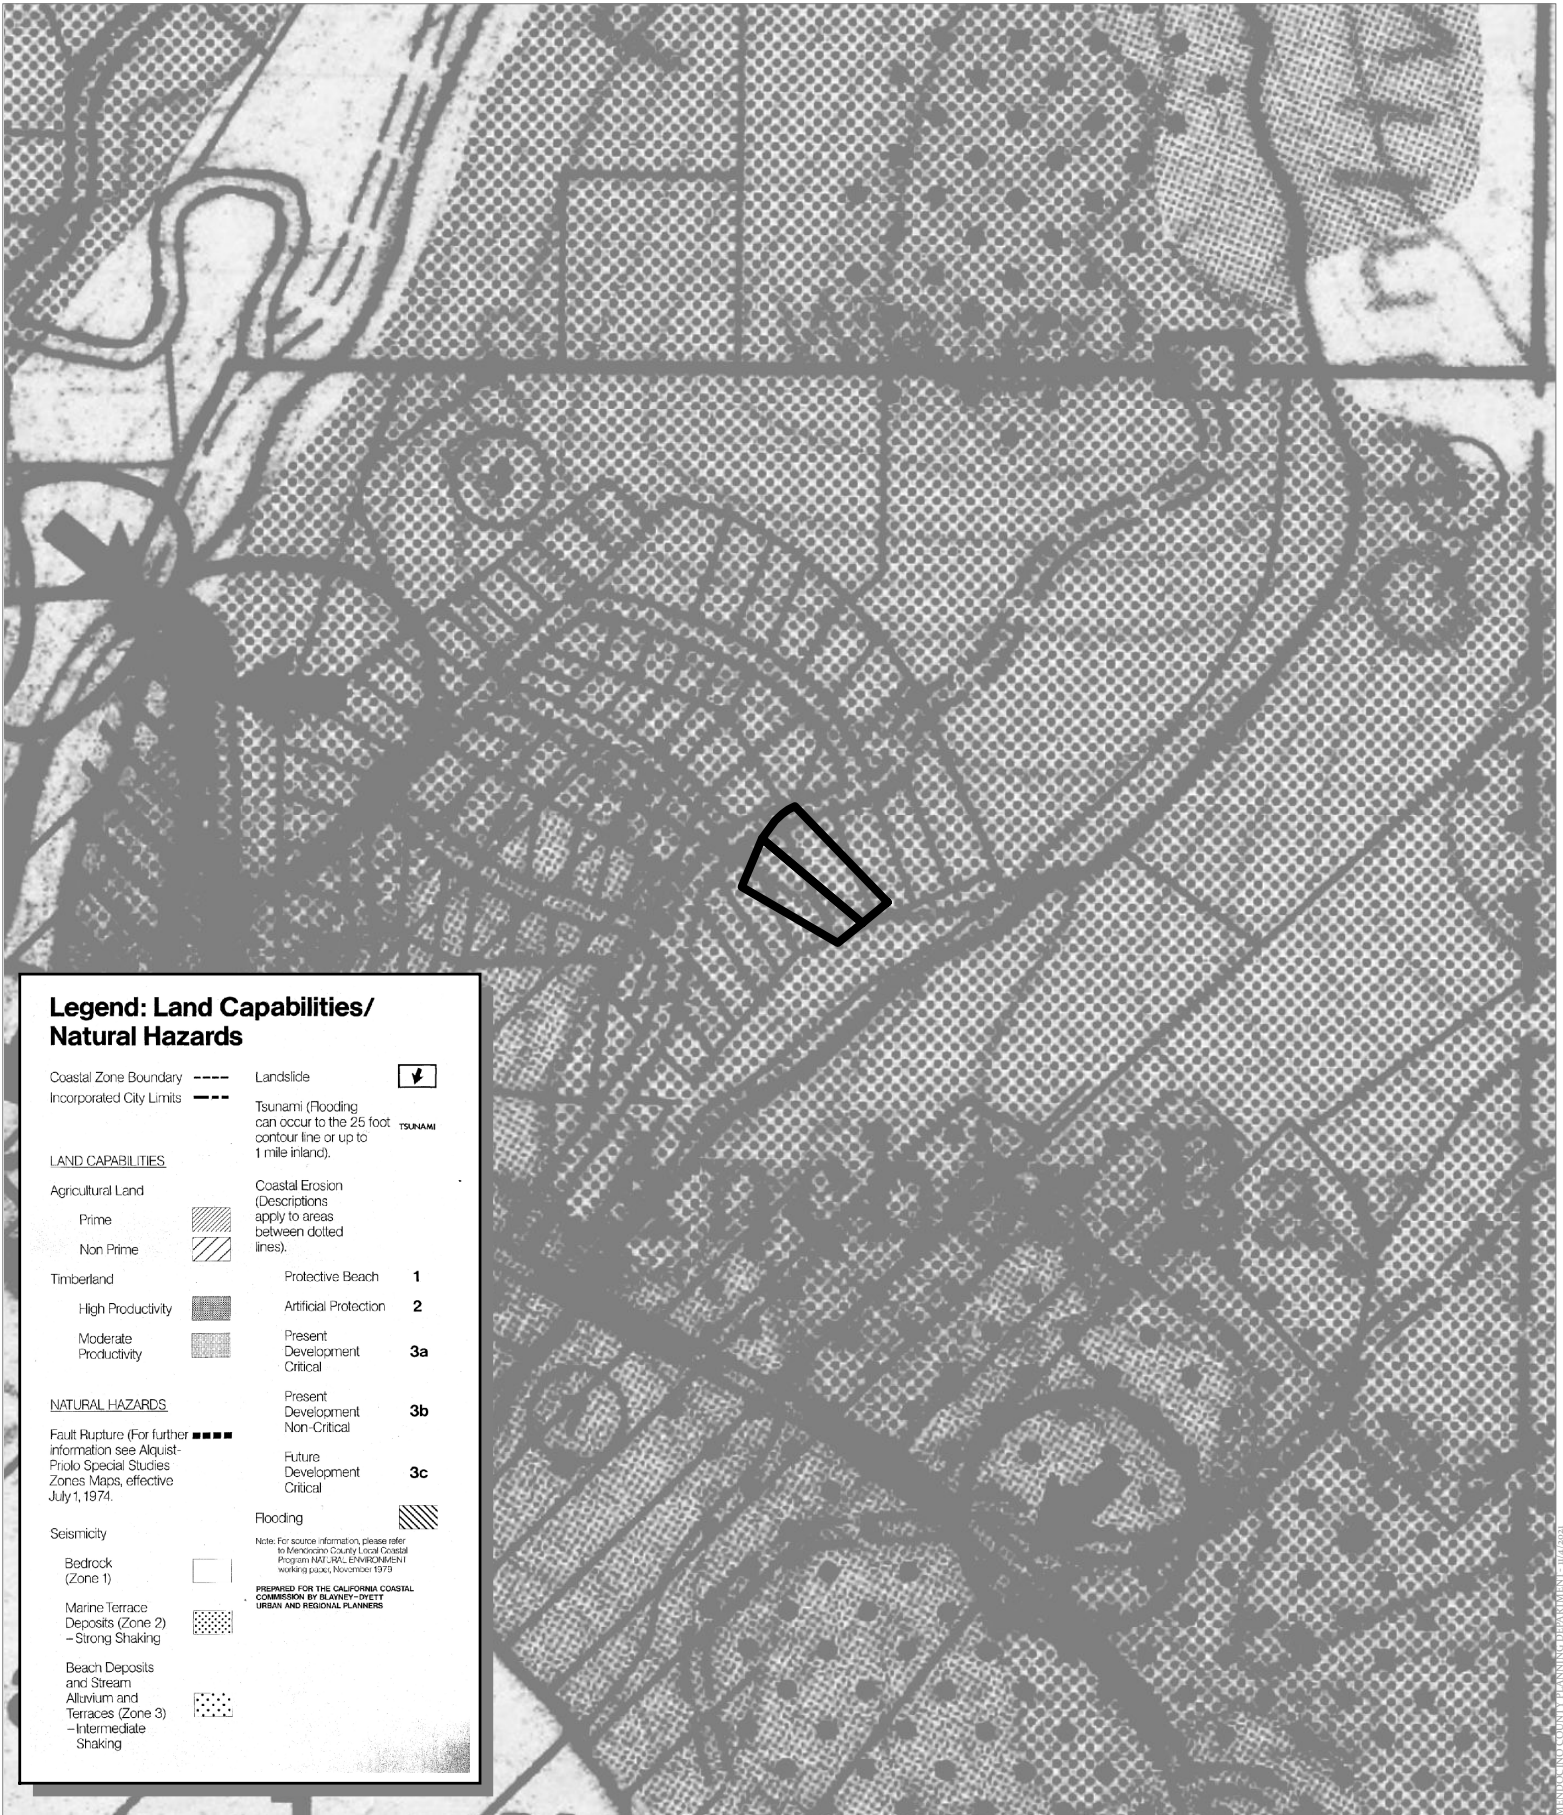 Legend: Land Capabilities/
Natural Hazards
Coastal Zone Boundary
Incorporated City Limits
LAND CAPABILITIES
Agricultural Land
Prime
Non Prime
Timberland
High Productivity
Moderate
Productivity
NATURAL HAZARDS
Fault Rupture (For further
information see Alquist-
Priolo Special Studies
Zones Maps, effective
July 1, 1974.
Seismicity
Bedrock
(Zone 1)
Marine Terrace
Deposits (Zone 2)
–Strong Shaking
Beach Deposits
and Stream
Alluvium and
Terraces (Zone 3)
–Intermediate
Shaking
Landslide
Tsunami (Flooding
can occur to the 25 foot
contour line or up to
1 mile inland).
TSUNAMI
Coastal Erosion
(Descriptions
apply to areas
between dotted
lines).
Protective Beach 1
Artificial Protection 2
Present
Development
Critical
3a
Present
Development
Non-Critical
3b
Future
Development
Critical
3c
Flooding
Note: For source information, please refer
to Mendocino County Local Coastal
Program NATURAL ENVIRONMENT
working paper, November 1979
PREPARED FOR THE CALIFORNIA COASTAL
COMMISSION BY BLAYNEY-DYETT
URBAN AND REGIONAL PLANNERS
MENDOCINO COUNTY PLANNING DEPARTMENT